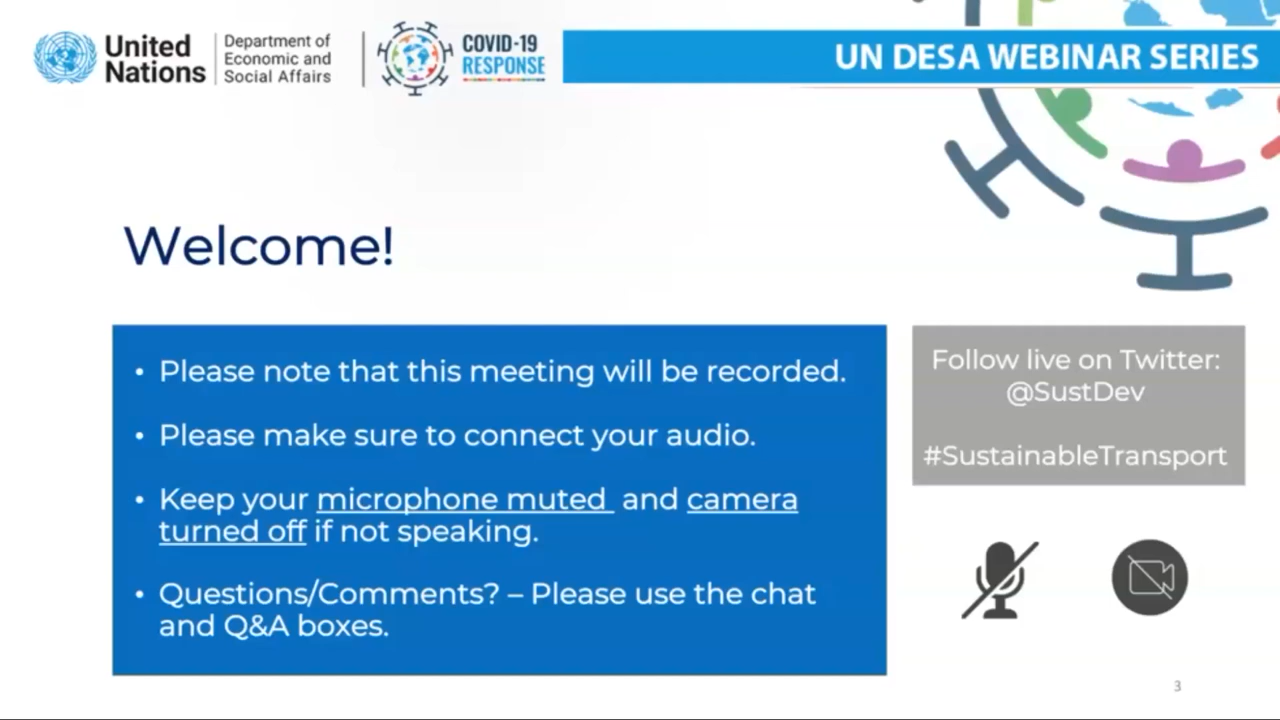 United
Nations
Department of
Economic and
Social Affairs
COVID-19
RESPONSE
UN DESA WEBINAR SERIES
Welcome!
• Please note that this meeting will be recorded.
• Please make sure to connect your audio.
• Keep your microphone muted and camera
turned off if not speaking.
• Questions/Comments? – Please use the chat
and Q&A boxes.
Follow live on Twitter:
@SustDev
#SustainableTransport
3